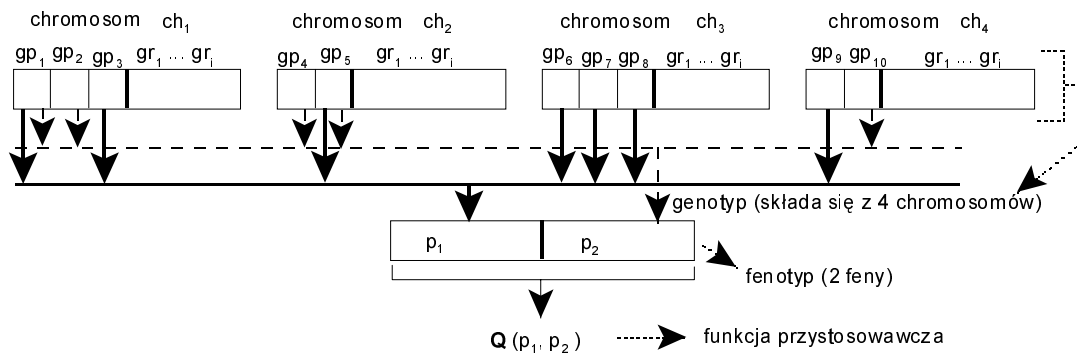 chromosom ch₁ chromosom ch₂ chromosom ch₃ chromosom ch₄
gp₁ gp₂ gp₃ gr₁ ... grᵢ gp₄ gp₅ gr₁ ... grᵢ gp₆ gp₇ gp₈ gr₁ ... grᵢ gp₉ gp₁₀ gr₁ ... grᵢ
genotyp (składa się z 4 chromosomów)
p₁ p₂
fenotyp (2 feny)
Q (p₁, p₂) funkcja przystosowawcza